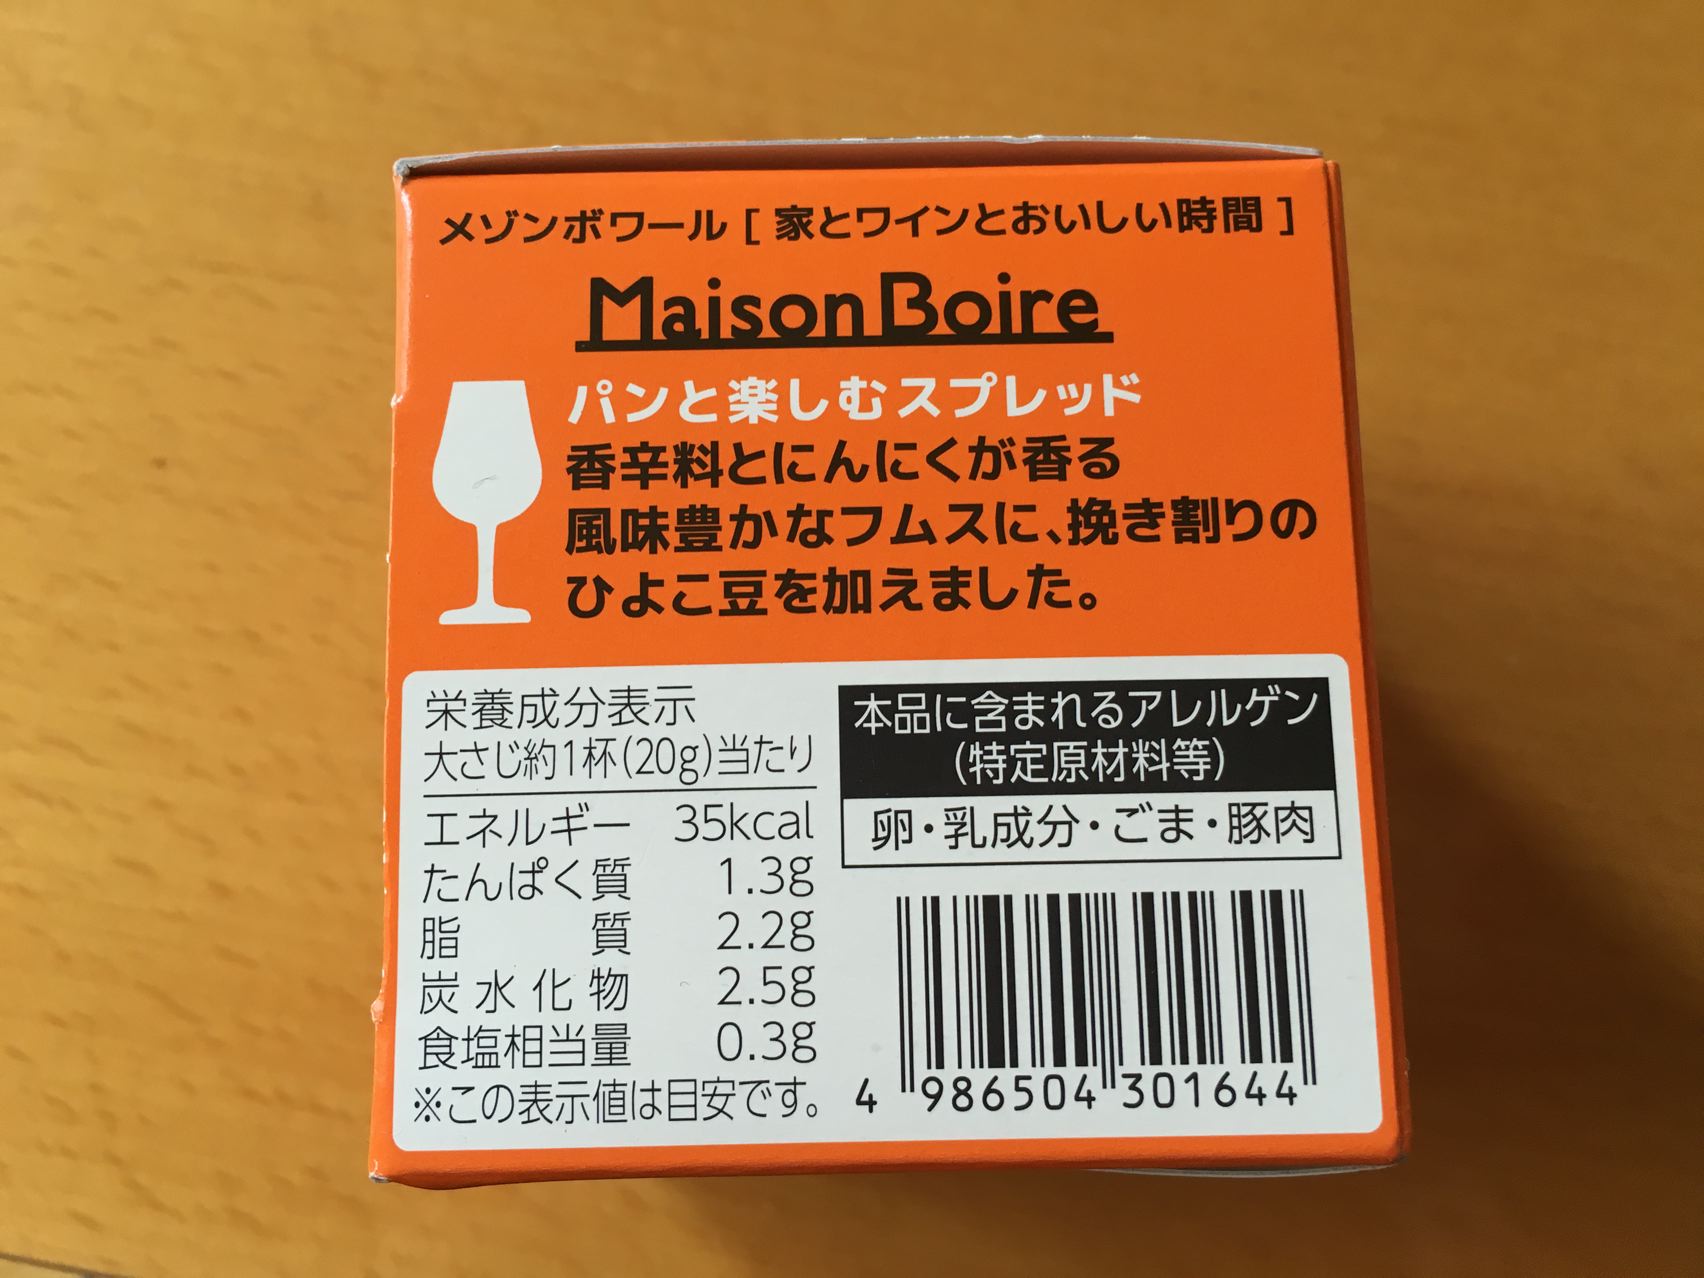 メゾンボワール [ 家とワインとおいしい時間 ]
Maison Boire
パンと楽しむスプレッド
香辛料とにんにくが香る
風味豊かなフムスに、挽き割りの
ひよこ豆を加えました。
栄養成分表示
大さじ約1杯(20g)当たり
エネルギー 35kcal
たんぱく質 1.3g
脂質 2.2g
炭水化物 2.5g
食塩相当量 0.3g
※この表示値は目安です。
本品に含まれるアレルゲン
(特定原材料等)
卵・乳成分・ごま・豚肉
4 986504 301644